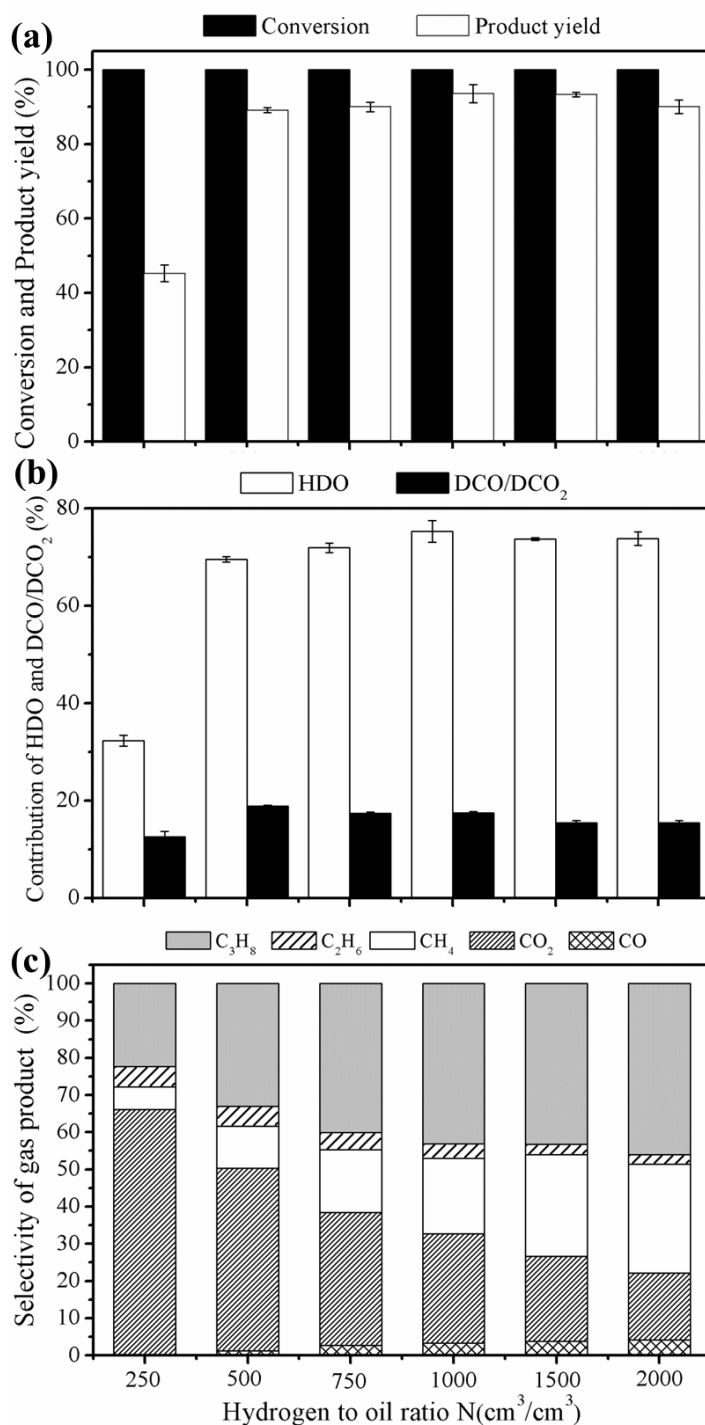 (a)
Conversion Product yield
Conversion and Product yield (%)
100
80
60
40
20
0
(b)
HDO DCO/DCO₂
Contribution of HDO and DCO/DCO₂ (%)
80
60
40
20
0
C₃H₈ C₂H₆ CH₄ CO₂ CO
(c)
Selectivity of gas product (%)
100
90
80
70
60
50
40
30
20
10
0
250 500 750 1000 1500 2000
Hydrogen to oil ratio N(cm³/cm³)